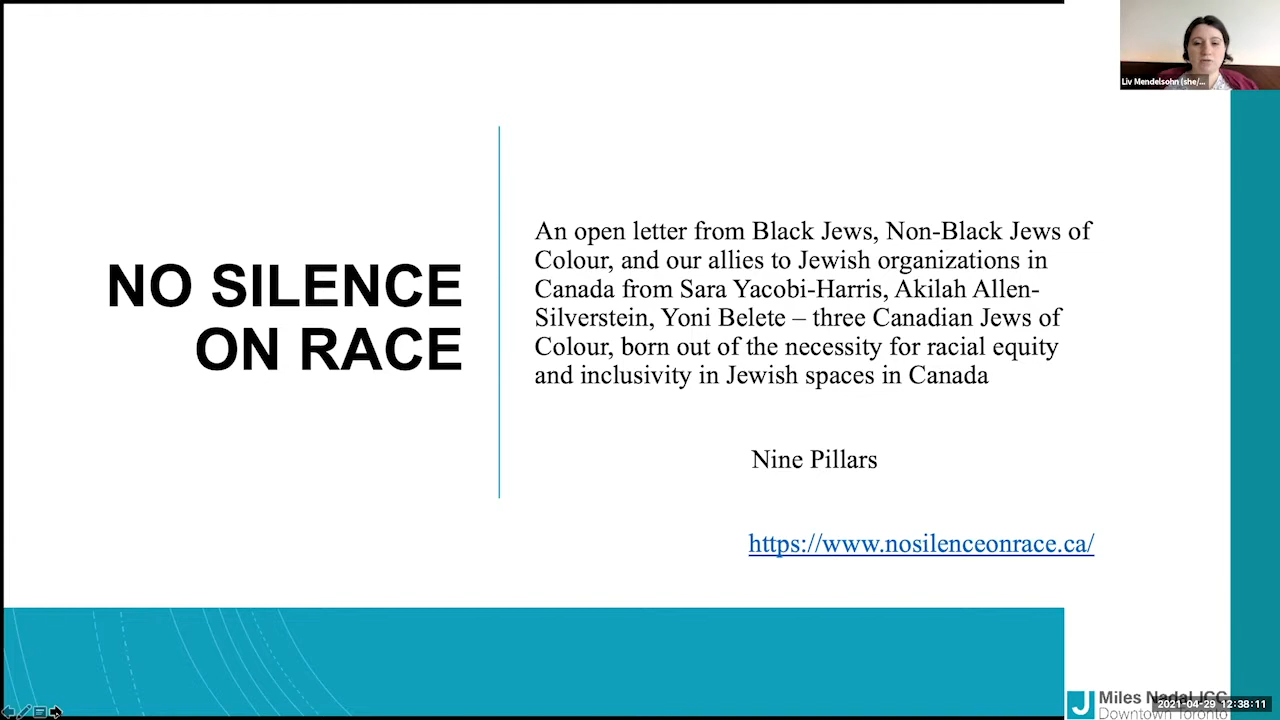 Liv Mendelsohn (she/...
NO SILENCE
ON RACE
An open letter from Black Jews, Non-Black Jews of
Colour, and our allies to Jewish organizations in
Canada from Sara Yacobi-Harris, Akilah Allen-
Silverstein, Yoni Belete – three Canadian Jews of
Colour, born out of the necessity for racial equity
and inclusivity in Jewish spaces in Canada
Nine Pillars
https://www.nosilenceonrace.ca/
J
Miles Nadal JCC
Downtown Toronto
2021-04-29 12:38:11